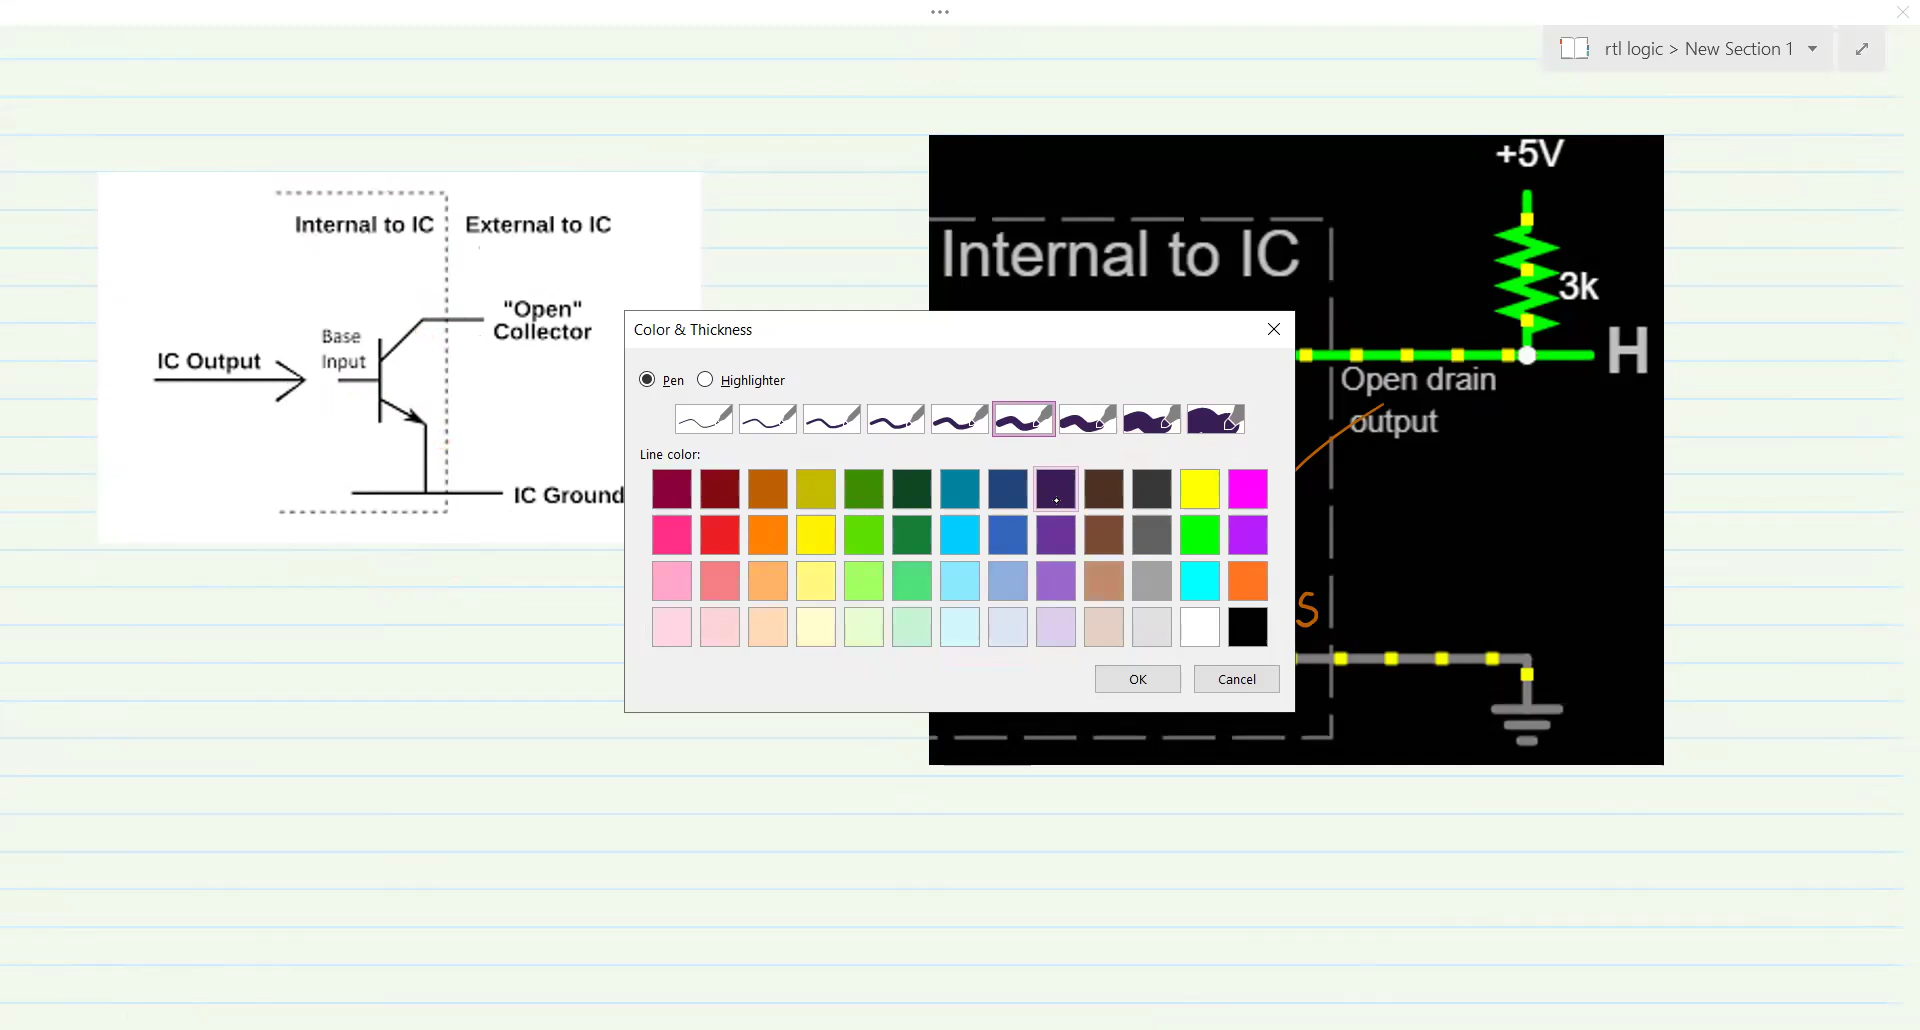 rtl logic > New Section 1
Internal to IC
External to IC
"Open"
Collector
Base
Input
IC Output
IC Ground
+5V
Internal to IC
3k
H
Open drain
output
S
Color & Thickness
Pen
Highlighter
Line color:
OK
Cancel